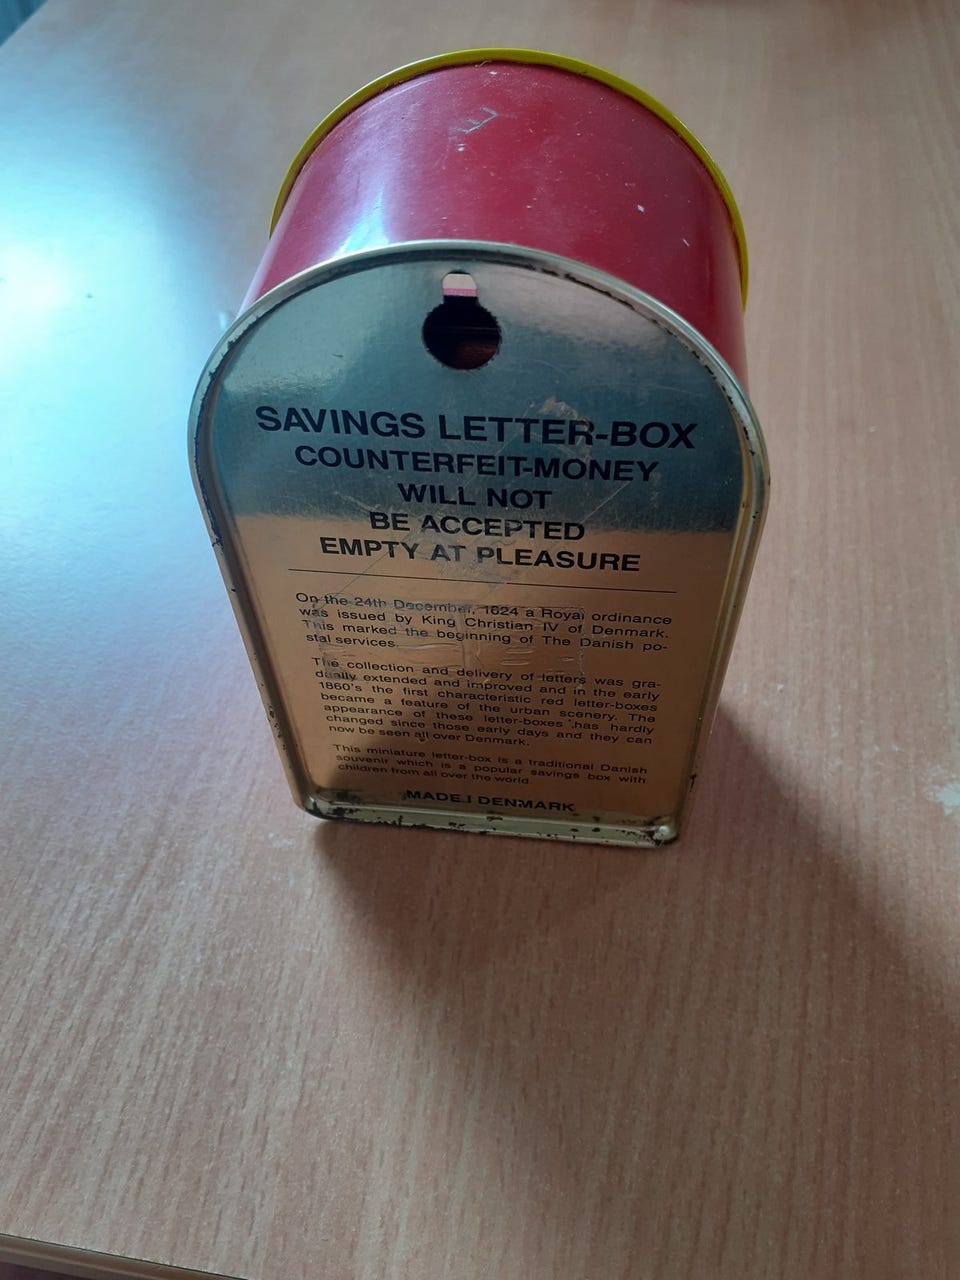 SAVINGS LETTER-BOX
COUNTERFEIT-MONEY
WILL NOT
BE ACCEPTED
EMPTY AT PLEASURE
On the 24th December, 1624 a Royal ordinance
was issued by King Christian IV of Denmark.
This marked the beginning of The Danish po-
stal services.
The collection and delivery of letters was gra-
dually extended and improved and in the early
1860's the first characteristic red letter-boxes
became a feature of the urban scenery. The
appearance of these letter-boxes has hardly
changed since those early days and they can
now be seen all over Denmark.
This miniature letter-box is a traditional Danish
souvenir which is a popular savings box with
children from all over the world
MADE I DENMARK